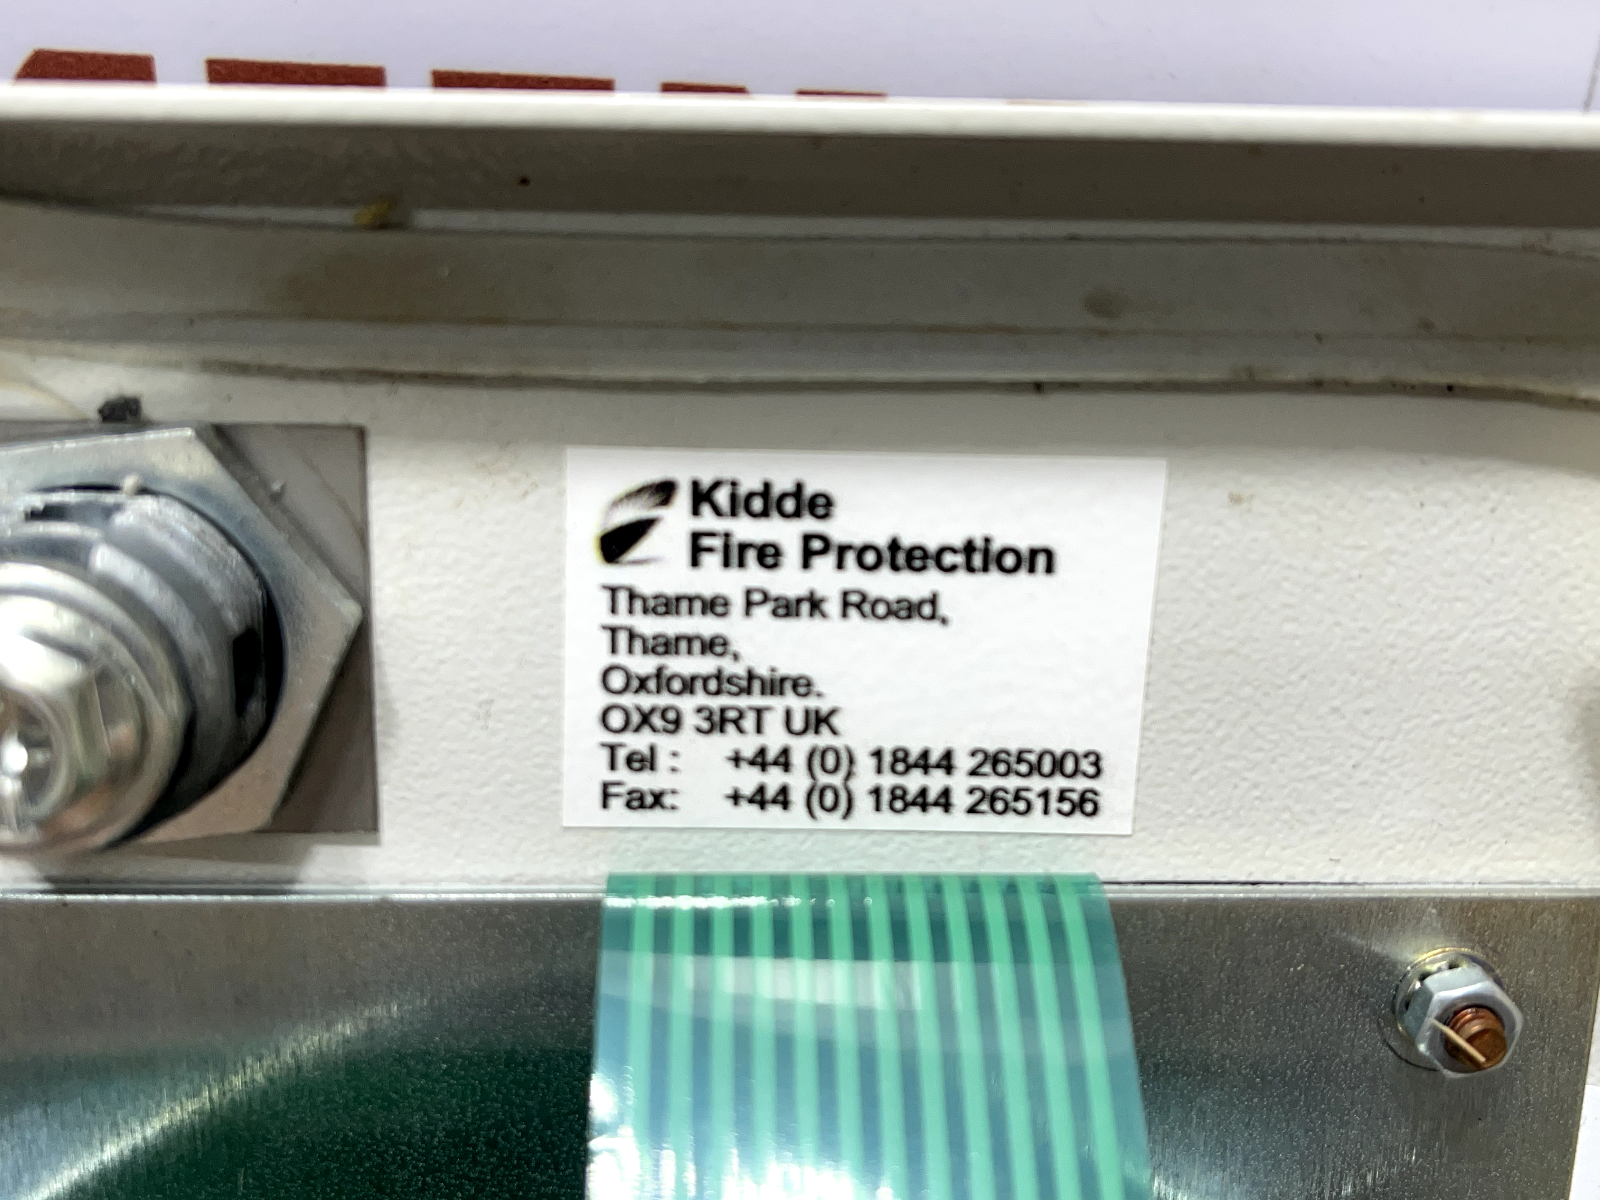 Kidde
Fire Protection
Thame Park Road,
Thame,
Oxfordshire.
OX9 3RT UK
Tel : +44 (0) 1844 265003
Fax: +44 (0) 1844 265156